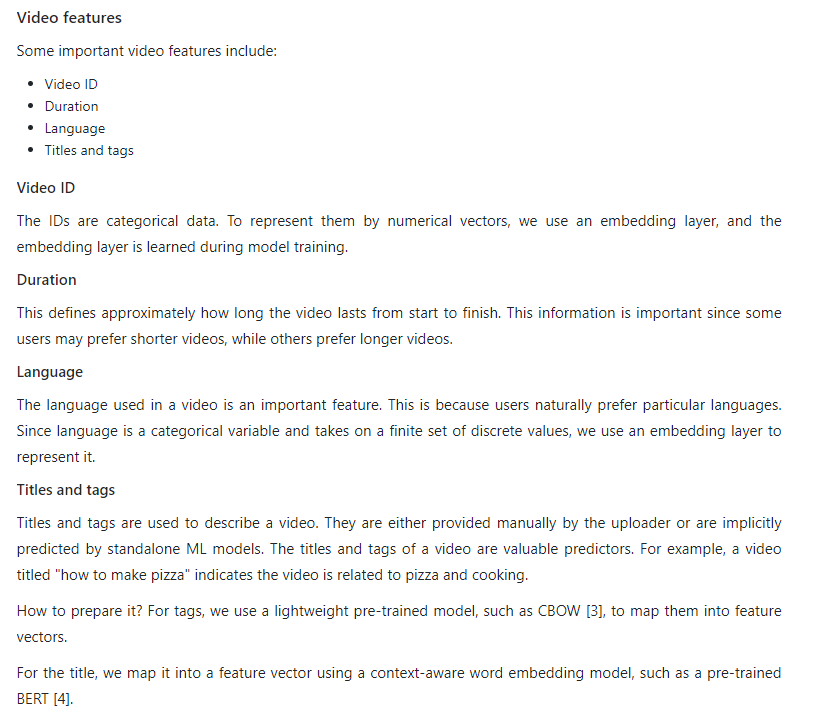 Video features
Some important video features include:
• Video ID
• Duration
• Language
• Titles and tags
Video ID
The IDs are categorical data. To represent them by numerical vectors, we use an embedding layer, and the
embedding layer is learned during model training.
Duration
This defines approximately how long the video lasts from start to finish. This information is important since some
users may prefer shorter videos, while others prefer longer videos.
Language
The language used in a video is an important feature. This is because users naturally prefer particular languages.
Since language is a categorical variable and takes on a finite set of discrete values, we use an embedding layer to
represent it.
Titles and tags
Titles and tags are used to describe a video. They are either provided manually by the uploader or are implicitly
predicted by standalone ML models. The titles and tags of a video are valuable predictors. For example, a video
titled "how to make pizza" indicates the video is related to pizza and cooking.
How to prepare it? For tags, we use a lightweight pre-trained model, such as CBOW [3], to map them into feature
vectors.
For the title, we map it into a feature vector using a context-aware word embedding model, such as a pre-trained
BERT [4].